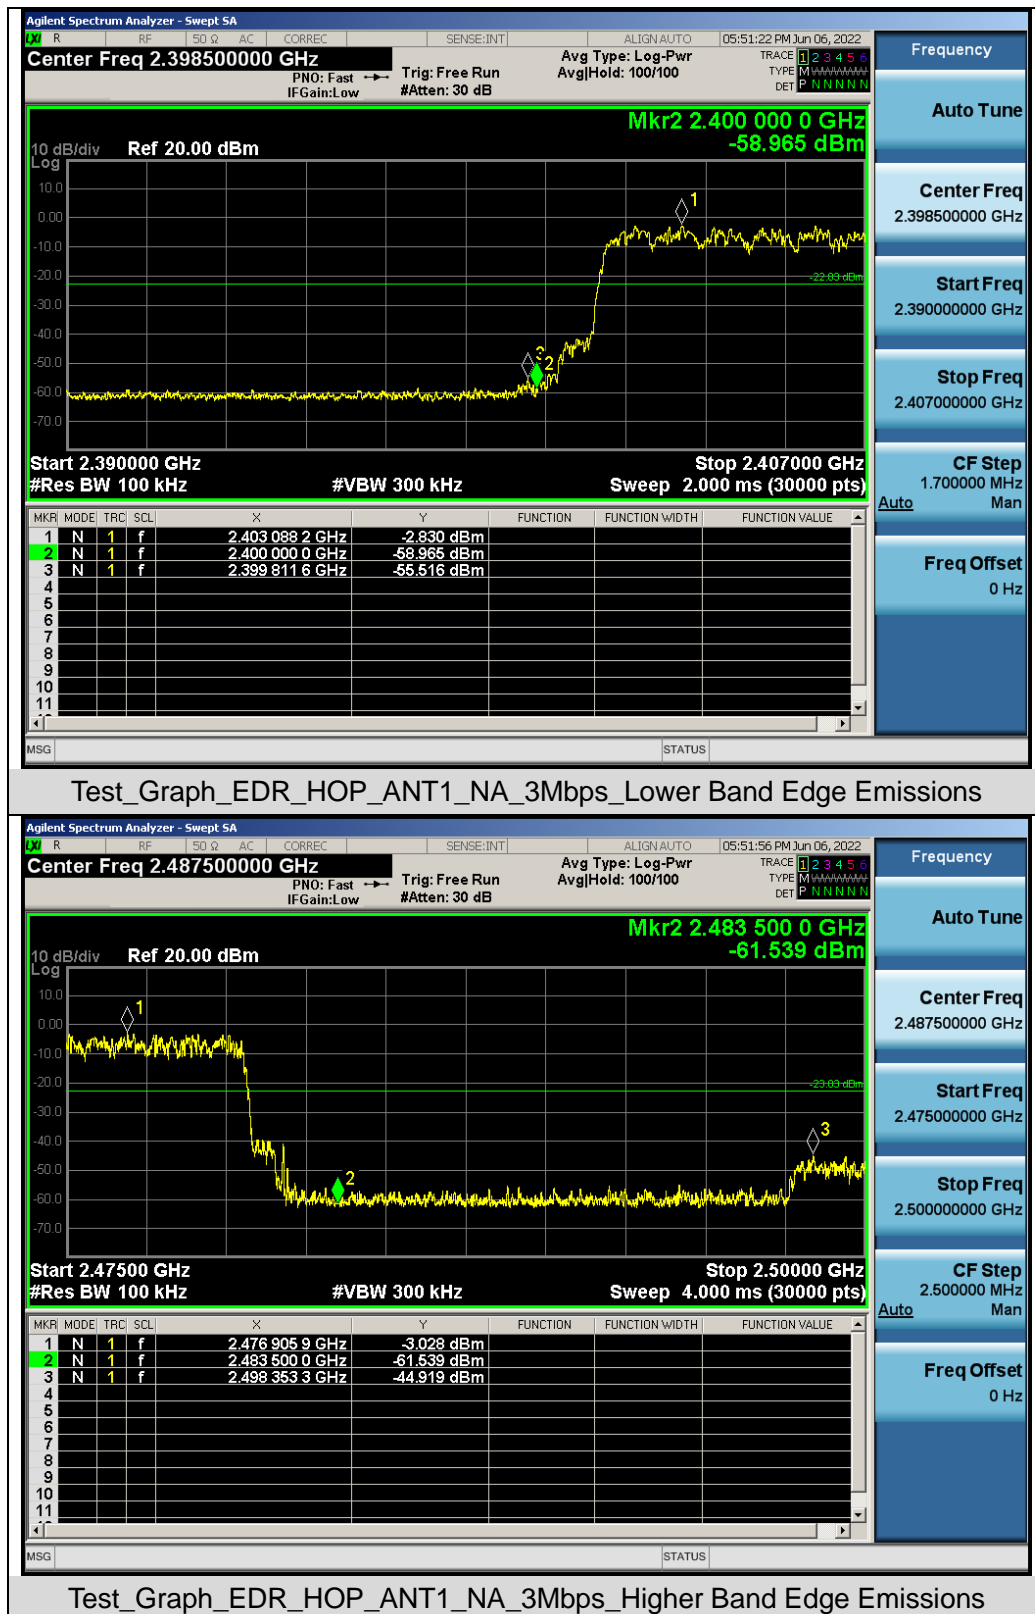 Agilent Spectrum Analyzer - Swept SA
LXI R RF 50 Ω AC CORREC SENSE:INT ALIGN AUTO 05:51:22 PM Jun 06, 2022
Center Freq 2.398500000 GHz
PNO: Fast
IFGain:Low
Trig: Free Run
#Atten: 30 dB
Avg Type: Log-Pwr
Avg|Hold: 100/100
TRACE 1 2 3 4 5 6
TYPE M WWWWW
DET P N N N N N
Mkr2 2.400 000 0 GHz
-58.965 dBm
10 dB/div Ref 20.00 dBm
Log
10.0
0.00
-10.0
-20.0
-30.0
-40.0
-50.0
-60.0
-70.0
1
-22.83 dBm
3
2
Start 2.390000 GHz Stop 2.407000 GHz
#Res BW 100 kHz #VBW 300 kHz Sweep 2.000 ms (30000 pts)
MKR MODE TRC SCL X Y FUNCTION FUNCTION WIDTH FUNCTION VALUE
1 N 1 f 2.403 088 2 GHz -2.830 dBm
2 N 1 f 2.400 000 0 GHz -58.965 dBm
3 N 1 f 2.399 811 6 GHz -55.516 dBm
4
5
6
7
8
9
10
11
MSG STATUS
Frequency
Auto Tune
Center Freq
2.398500000 GHz
Start Freq
2.390000000 GHz
Stop Freq
2.407000000 GHz
CF Step
1.700000 MHz
Auto Man
Freq Offset
0 Hz
Test_Graph_EDR_HOP_ANT1_NA_3Mbps_Lower Band Edge Emissions
Agilent Spectrum Analyzer - Swept SA
LXI R RF 50 Ω AC CORREC SENSE:INT ALIGN AUTO 05:51:56 PM Jun 06, 2022
Center Freq 2.487500000 GHz
PNO: Fast
IFGain:Low
Trig: Free Run
#Atten: 30 dB
Avg Type: Log-Pwr
Avg|Hold: 100/100
TRACE 1 2 3 4 5 6
TYPE M WWWWW
DET P N N N N N
Mkr2 2.483 500 0 GHz
-61.539 dBm
10 dB/div Ref 20.00 dBm
Log
10.0
0.00
-10.0
-20.0
-30.0
-40.0
-50.0
-60.0
-70.0
1
-23.03 dBm
3
2
Start 2.47500 GHz Stop 2.50000 GHz
#Res BW 100 kHz #VBW 300 kHz Sweep 4.000 ms (30000 pts)
MKR MODE TRC SCL X Y FUNCTION FUNCTION WIDTH FUNCTION VALUE
1 N 1 f 2.476 905 9 GHz -3.028 dBm
2 N 1 f 2.483 500 0 GHz -61.539 dBm
3 N 1 f 2.498 353 3 GHz -44.919 dBm
4
5
6
7
8
9
10
11
MSG STATUS
Frequency
Auto Tune
Center Freq
2.487500000 GHz
Start Freq
2.475000000 GHz
Stop Freq
2.500000000 GHz
CF Step
2.500000 MHz
Auto Man
Freq Offset
0 Hz
Test_Graph_EDR_HOP_ANT1_NA_3Mbps_Higher Band Edge Emissions